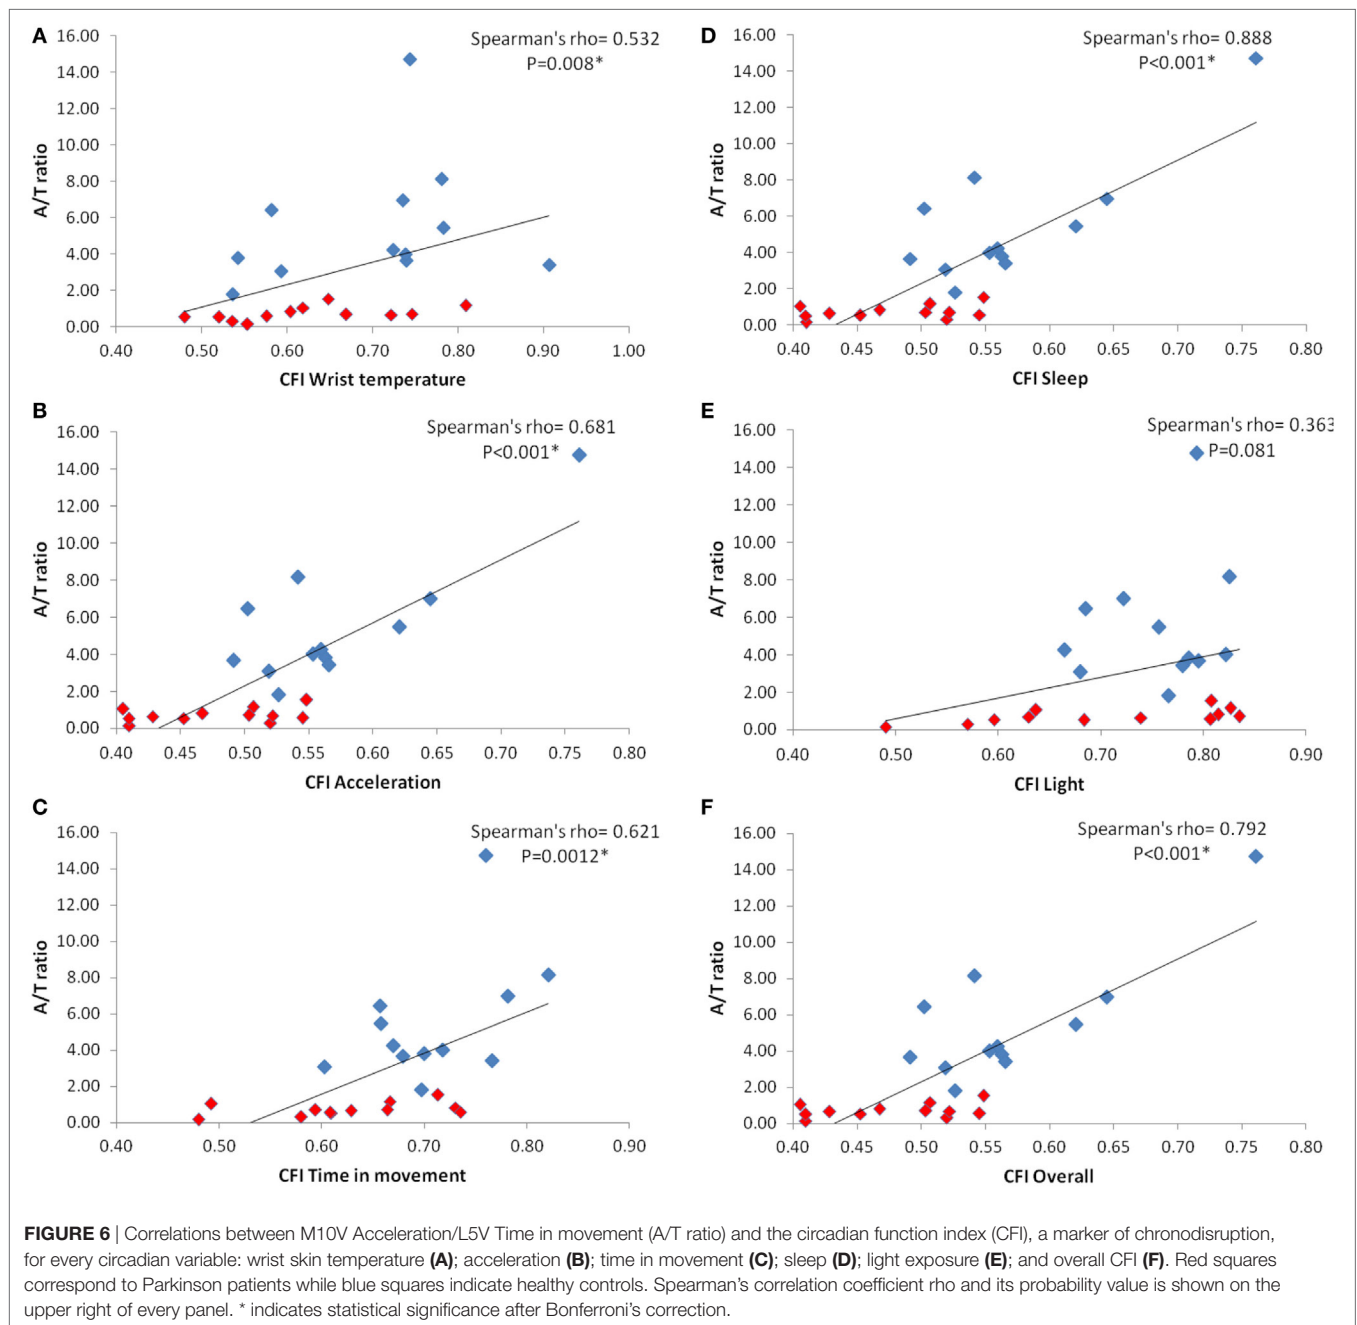 A
Spearman's rho= 0.532
P=0.008*
16.00
14.00
12.00
10.00
8.00
6.00
4.00
2.00
0.00
A/T ratio
0.40 0.50 0.60 0.70 0.80 0.90 1.00
CFI Wrist temperature
B
Spearman's rho= 0.681
P<0.001*
16.00
14.00
12.00
10.00
8.00
6.00
4.00
2.00
0.00
A/T ratio
0.40 0.45 0.50 0.55 0.60 0.65 0.70 0.75 0.80
CFI Acceleration
C
Spearman's rho= 0.621
P=0.0012*
16.00
14.00
12.00
10.00
8.00
6.00
4.00
2.00
0.00
A/T ratio
0.40 0.50 0.60 0.70 0.80 0.90
CFI Time in movement
D
Spearman's rho= 0.888
P<0.001*
16.00
14.00
12.00
10.00
8.00
6.00
4.00
2.00
0.00
A/T ratio
0.40 0.45 0.50 0.55 0.60 0.65 0.70 0.75 0.80
CFI Sleep
E
Spearman's rho= 0.363
P=0.081
16.00
14.00
12.00
10.00
8.00
6.00
4.00
2.00
0.00
A/T ratio
0.40 0.50 0.60 0.70 0.80 0.90
CFI Light
F
Spearman's rho= 0.792
P<0.001*
16.00
14.00
12.00
10.00
8.00
6.00
4.00
2.00
0.00
A/T ratio
0.40 0.45 0.50 0.55 0.60 0.65 0.70 0.75 0.80
CFI Overall
FIGURE 6 | Correlations between M10V Acceleration/L5V Time in movement (A/T ratio) and the circadian function index (CFI), a marker of chronodisruption,
for every circadian variable: wrist skin temperature (A); acceleration (B); time in movement (C); sleep (D); light exposure (E); and overall CFI (F). Red squares
correspond to Parkinson patients while blue squares indicate healthy controls. Spearman's correlation coefficient rho and its probability value is shown on the
upper right of every panel. * indicates statistical significance after Bonferroni's correction.